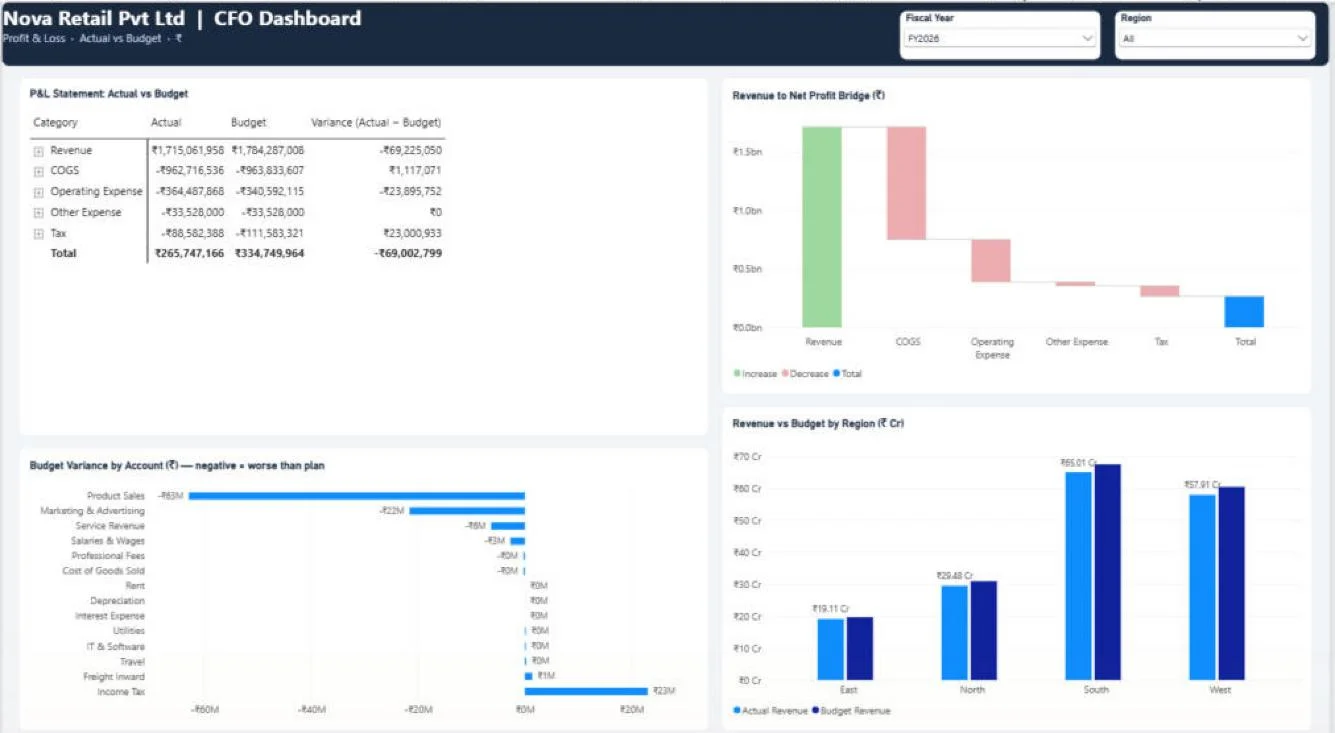 Nova Retail Pvt Ltd | CFO Dashboard
Profit & Loss · Actual vs Budget · ₹
Fiscal Year
FY2026
Region
All
P&L Statement: Actual vs Budget
Category Actual Budget Variance (Actual − Budget)
Revenue ₹1,715,061,958 ₹1,784,287,008 -₹69,225,050
COGS -₹962,716,536 -₹963,833,607 ₹1,117,071
Operating Expense -₹364,487,868 -₹340,592,115 -₹23,895,752
Other Expense -₹33,528,000 -₹33,528,000 ₹0
Tax -₹88,582,388 -₹111,583,321 ₹23,000,933
Total ₹265,747,166 ₹334,749,964 -₹69,002,799
Revenue to Net Profit Bridge (₹)
₹1.5bn
₹1.0bn
₹0.5bn
₹0.0bn
Revenue COGS Operating Expense Other Expense Tax Total
Increase Decrease Total
Budget Variance by Account (₹) — negative = worse than plan
Product Sales -₹63M
Marketing & Advertising -₹22M
Service Revenue -₹6M
Salaries & Wages -₹3M
Professional Fees -₹0M
Cost of Goods Sold -₹0M
Rent ₹0M
Depreciation ₹0M
Interest Expense ₹0M
Utilities ₹0M
IT & Software ₹0M
Travel ₹0M
Freight Inward ₹1M
Income Tax ₹23M
-₹60M -₹40M -₹20M ₹0M ₹20M
Revenue vs Budget by Region (₹ Cr)
₹70 Cr
₹60 Cr
₹50 Cr
₹40 Cr
₹30 Cr
₹20 Cr
₹10 Cr
₹0 Cr
₹19.11 Cr
₹29.48 Cr
₹65.01 Cr
₹57.91 Cr
East North South West
Actual Revenue Budget Revenue